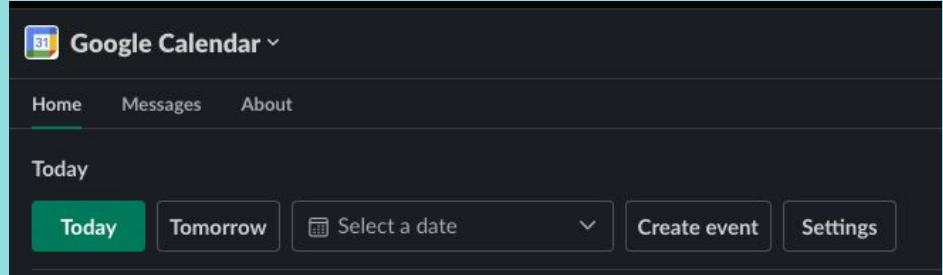 31 Google Calendar
Home Messages About
Today
Today Tomorrow Select a date Create event Settings